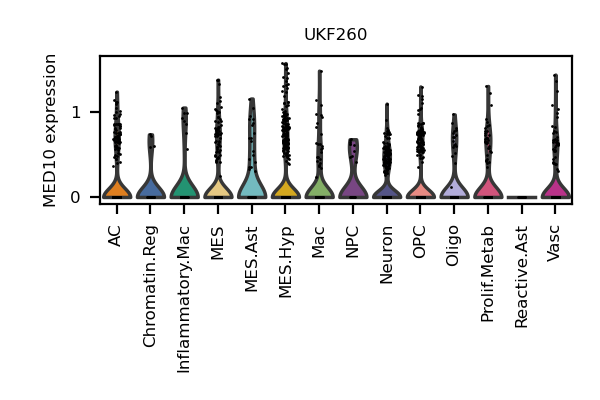 UKF260
MED10 expression
1
0
AC
Chromatin.Reg
Inflammatory.Mac
MES
MES.Ast
MES.Hyp
Mac
NPC
Neuron
OPC
Oligo
Prolif.Metab
Reactive.Ast
Vasc